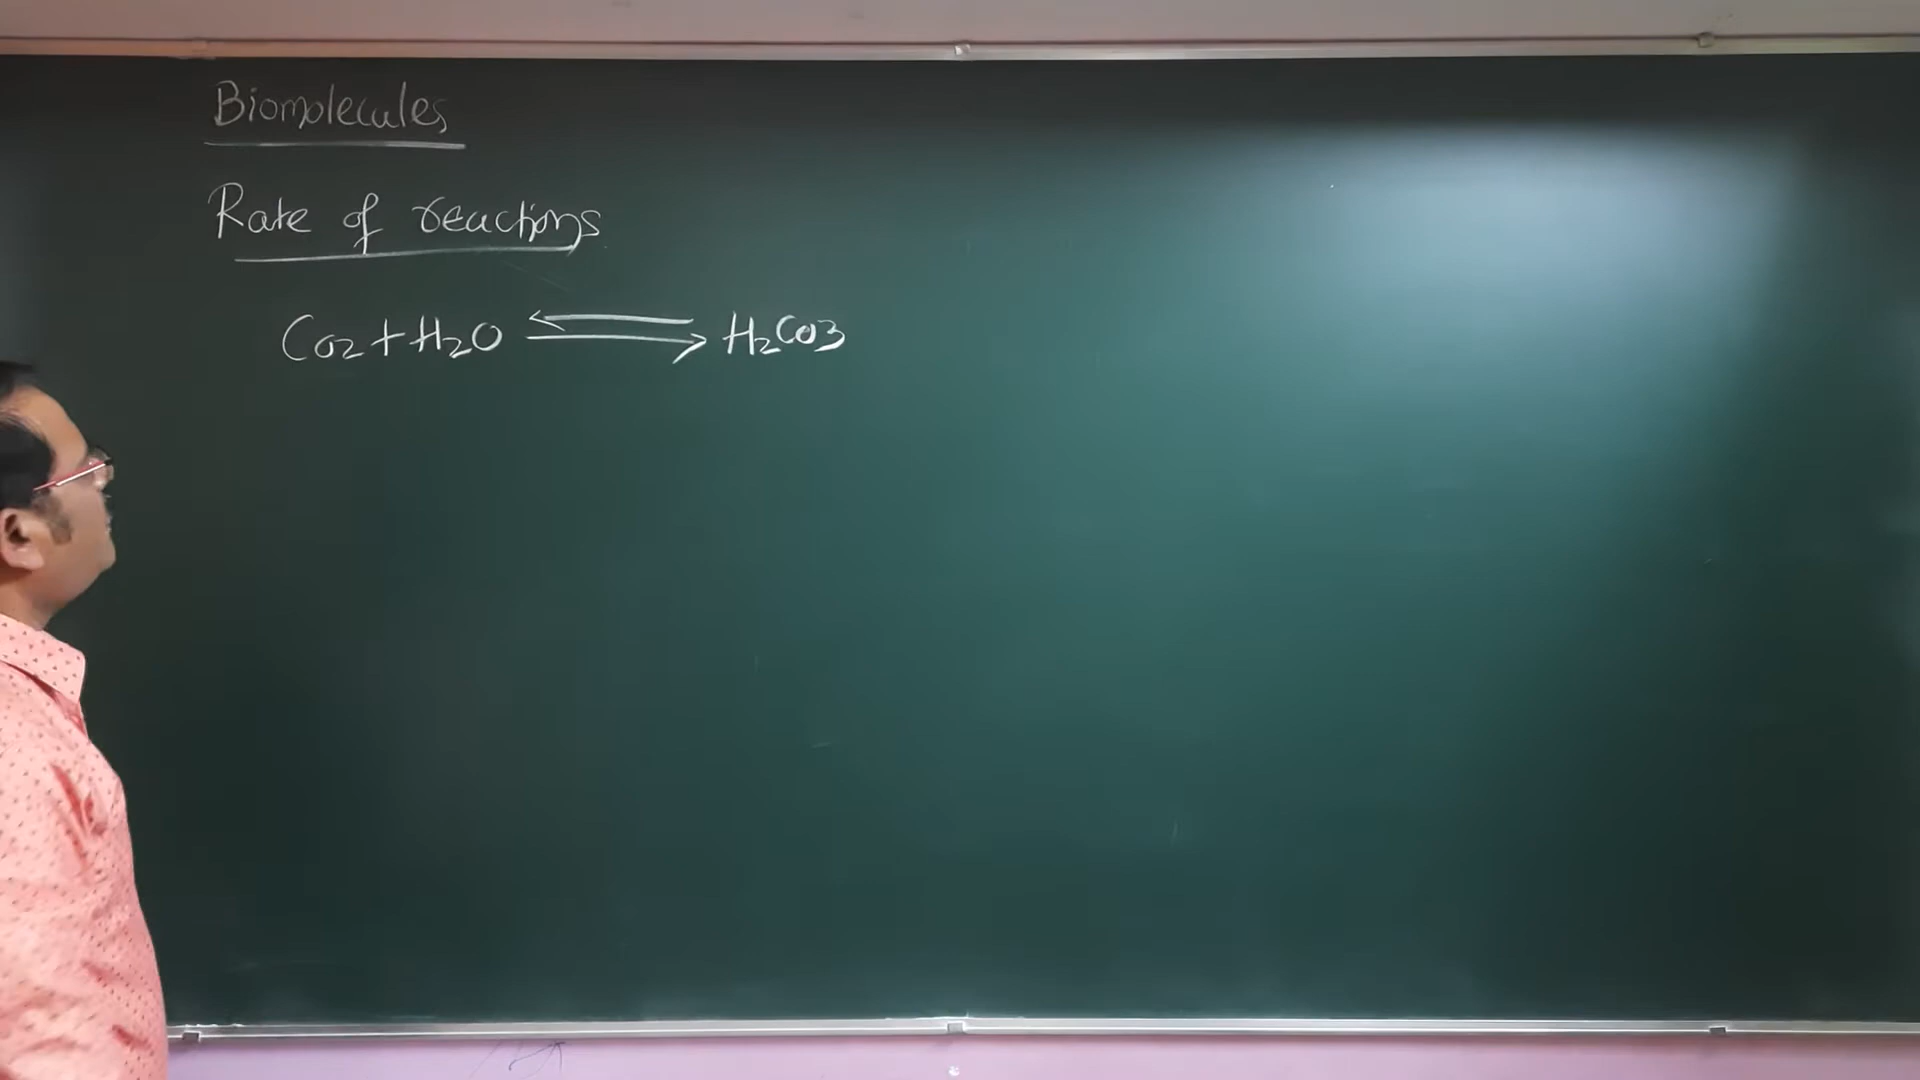 Biomolecules
Rate of reactions
Co2 + H2O ⇌ H2Co3